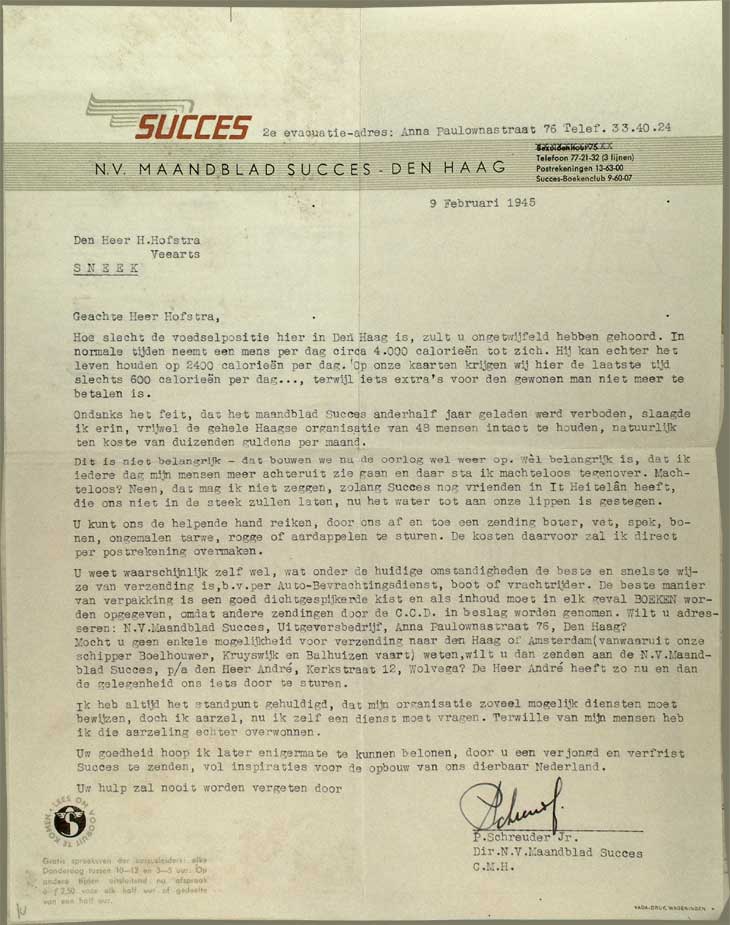 SUCCES
2e evacuatie-adres: Anna Paulownastraat 76 Telef. 33.40.24
Bezuidenhout 75
N.V. MAANDBLAD SUCCES - DEN HAAG
Telefoon 77-21-32 (3 lijnen)
Postrekeningen 13-63-00
Succes-Boekenclub 9-60-07
9 Februari 1945
Den Heer H.Hofstra
Veearts
SNEEK
Geachte Heer Hofstra,
Hoe slecht de voedselpositie hier in Den Haag is, zult u ongetwijfeld hebben gehoord. In
normale tijden neemt een mens per dag circa 4.000 calorieën tot zich. Hij kan echter het
leven houden op 2400 calorieën per dag. Op onze kaarten krijgen wij hier de laatste tijd
slechts 600 calorieën per dag..., terwijl iets extra's voor den gewonen man niet meer te
betalen is.
Ondanks het feit, dat het maandblad Succes anderhalf jaar geleden werd verboden, slaagde
ik erin, vrijwel de gehele Haagse organisatie van 48 mensen intact te houden, natuurlijk
ten koste van duizenden guldens per maand.
Dit is niet belangrijk - dat bouwen we na de oorlog wel weer op. Wèl belangrijk is, dat ik
iedere dag mijn mensen meer achteruit zie gaan en daar sta ik machteloos tegenover. Mach-
teloos? Neen, dat mag ik niet zeggen, zolang Succes nog vrienden in It Heitelân heeft,
die ons niet in de steek zullen laten, nu het water tot aan onze lippen is gestegen.
U kunt ons de helpende hand reiken, door ons af en toe een zending boter, vet, spek, bo-
nen, ongemalen tarwe, rogge of aardappelen te sturen. De kosten daarvoor zal ik direct
per postrekening overmaken.
U weet waarschijnlijk zelf wel, wat onder de huidige omstandigheden de beste en snelste wij-
ze van verzending is,b.v.per Auto-Bevrachtingsdienst, boot of vrachtrijder. De beste manier
van verpakking is een goed dichtgespijkerde kist en als inhoud moet in elk geval BOEKEN wor-
den opgegeven, omdat andere zendingen door de C.C.D. in beslag worden genomen. Wilt u adres-
seren: N.V.Maandblad Succes, Uitgeversbedrijf, Anna Paulownastraat 76, Den Haag?
Mocht u geen enkele mogelijkheid voor verzending naar den Haag of Amsterdam(vanwaaruit onze
schipper Boelhouwer, Kruyswijk en Balhuizen vaart) weten,wilt u dan zenden aan de N.V.Maand-
blad Succes, p/a den Heer André, Kerkstraat 12, Wolvega? De Heer André heeft zo nu en dan
de gelegenheid ons iets door te sturen.
Ik heb altijd het standpunt gehuldigd, dat mijn organisatie zoveel mogelijk diensten moet
bewijzen, doch ik aarzel, nu ik zelf een dienst moet vragen. Terwille van mijn mensen heb
ik die aarzeling echter overwonnen.
Uw goedheid hoop ik later enigermate te kunnen belonen, door u een verjongd en verfrist
Succes te zenden, vol inspiraties voor de opbouw van ons dierbaar Nederland.
Uw hulp zal nooit worden vergeten door
LEES OM VOORUIT TE KOMEN
P.Schreuder Jr.
Dir.N.V.Maandblad Succes
C.M.H.
Gratis spreekuren der cursusleiders: elke
Donderdag tussen 10-12 en 3-5 uur. Op
andere tijden uitsluitend na afspraak
à f 2,50 voor elk half uur of gedeelte
van een half uur.
VADA-DRUK, WAGENINGEN